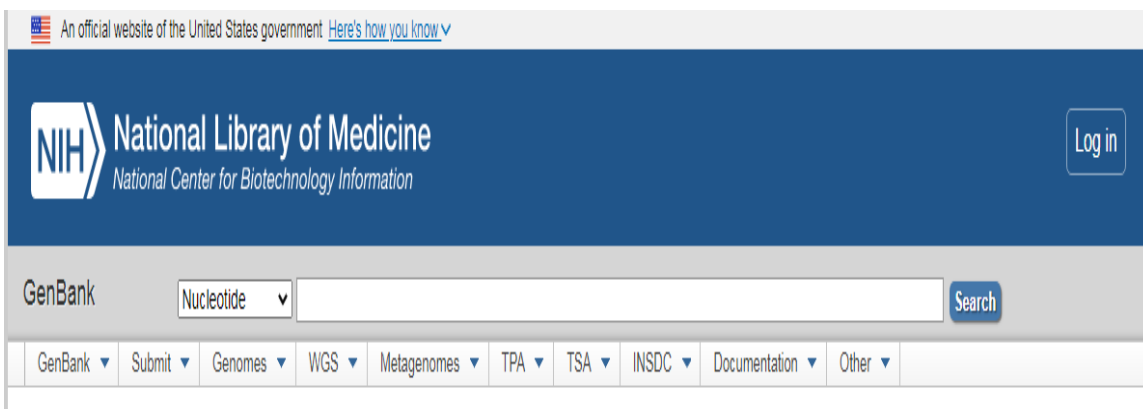 An official website of the United States government Here's how you know
NIH National Library of Medicine
National Center for Biotechnology Information
Log in
GenBank Nucleotide Search
GenBank Submit Genomes WGS Metagenomes TPA TSA INSDC Documentation Other